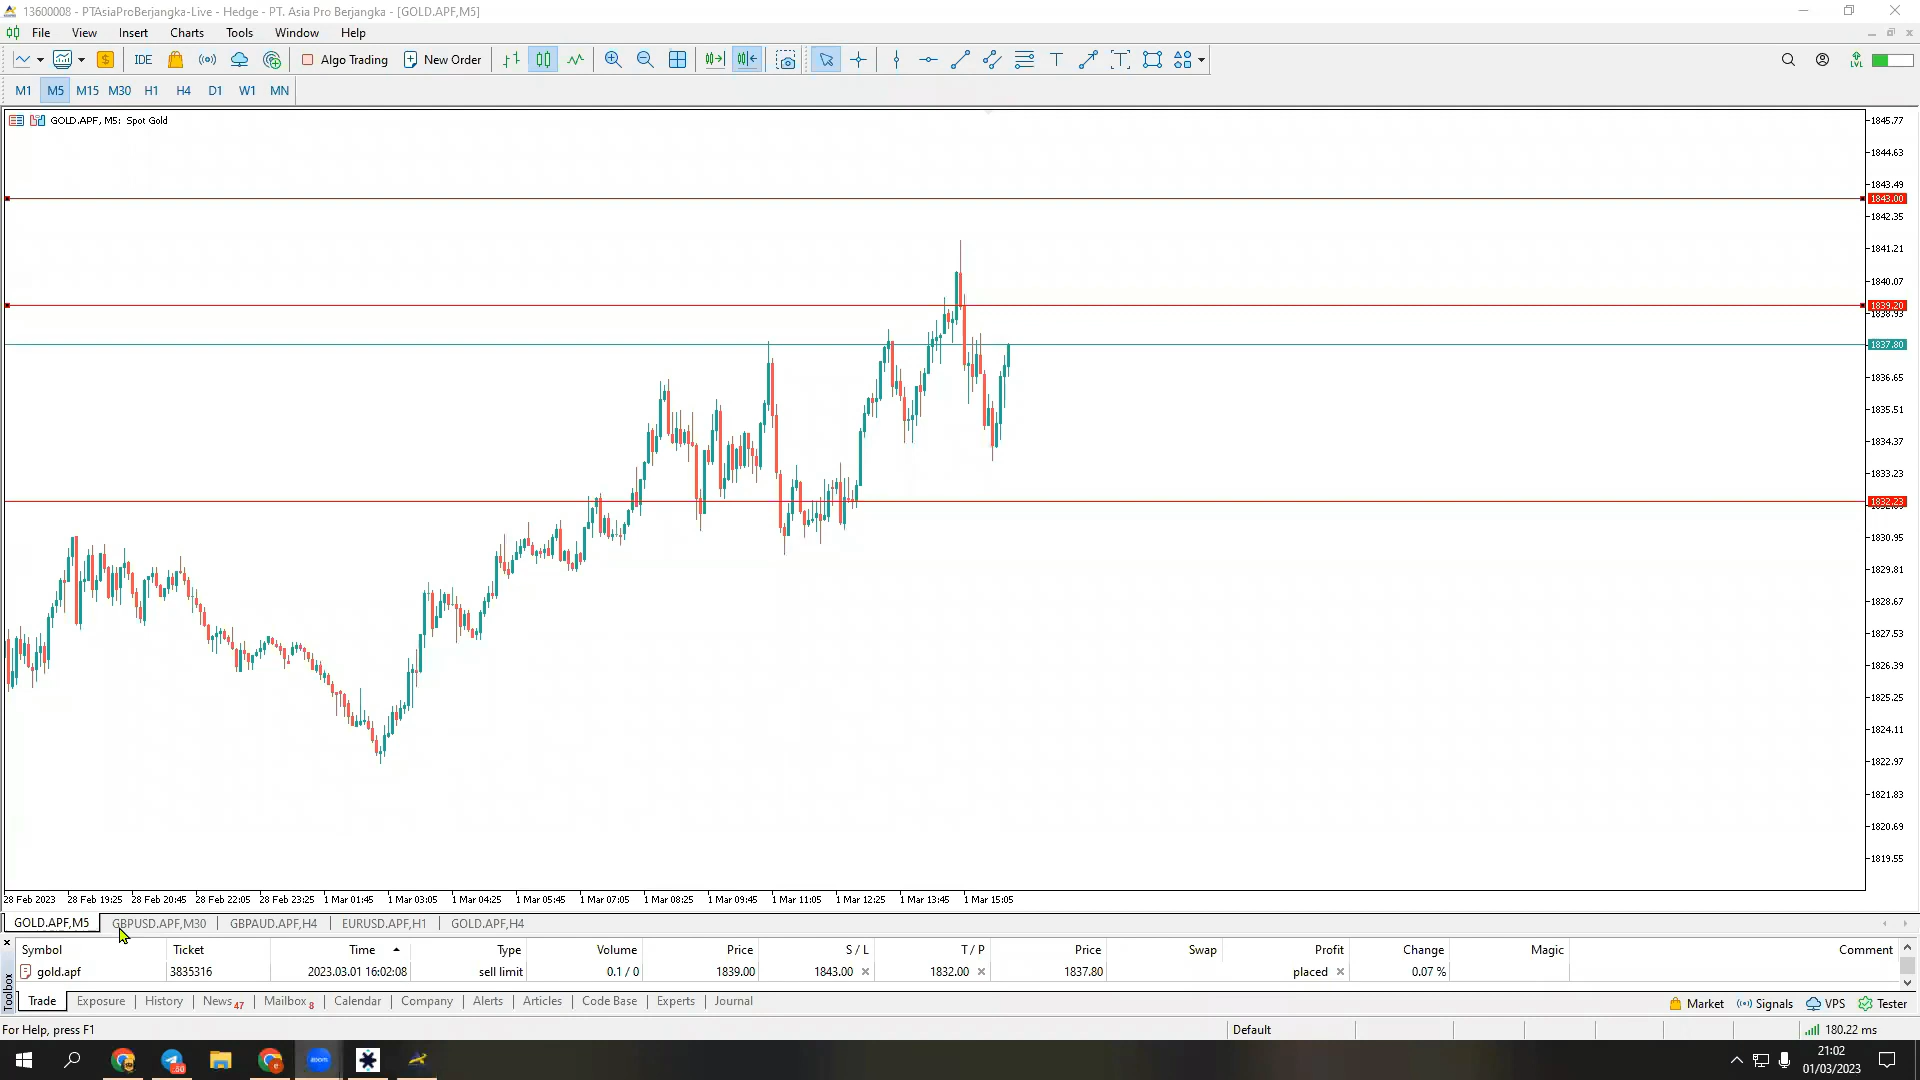 13600008 - PTAsiaProBerjangka-Live - Hedge - PT. Asia Pro Berjangka - [GOLD.APF,M5]
File View Insert Charts Tools Window Help
$ IDE Algo Trading New Order T T LVL
M1 M5 M15 M30 H1 H4 D1 W1 MN
GOLD.APF, M5: Spot Gold
1845.77
1844.63
1843.49
1843.00
1842.35
1841.21
1840.07
1839.20
1838.93
1837.80
1836.65
1835.51
1834.37
1833.23
1832.23
1830.95
1829.81
1828.67
1827.53
1826.39
1825.25
1824.11
1822.97
1821.83
1820.69
1819.55
28 Feb 2023 28 Feb 19:25 28 Feb 20:45 28 Feb 22:05 28 Feb 23:25 1 Mar 01:45 1 Mar 03:05 1 Mar 04:25 1 Mar 05:45 1 Mar 07:05 1 Mar 08:25 1 Mar 09:45 1 Mar 11:05 1 Mar 12:25 1 Mar 13:45 1 Mar 15:05
GOLD.APF,M5 GBPUSD.APF,M30 GBPAUD.APF,H4 EURUSD.APF,H1 GOLD.APF,H4
Symbol Ticket Time Type Volume Price S / L T / P Price Swap Profit Change Magic Comment
gold.apf 3835316 2023.03.01 16:02:08 sell limit 0.1 / 0 1839.00 1843.00 1832.00 1837.80 placed 0.07 %
Toolbox
Trade Exposure History News 47 Mailbox 8 Calendar Company Alerts Articles Code Base Experts Journal Market Signals VPS Tester
For Help, press F1 Default 180.22 ms
zoom
21:02
01/03/2023